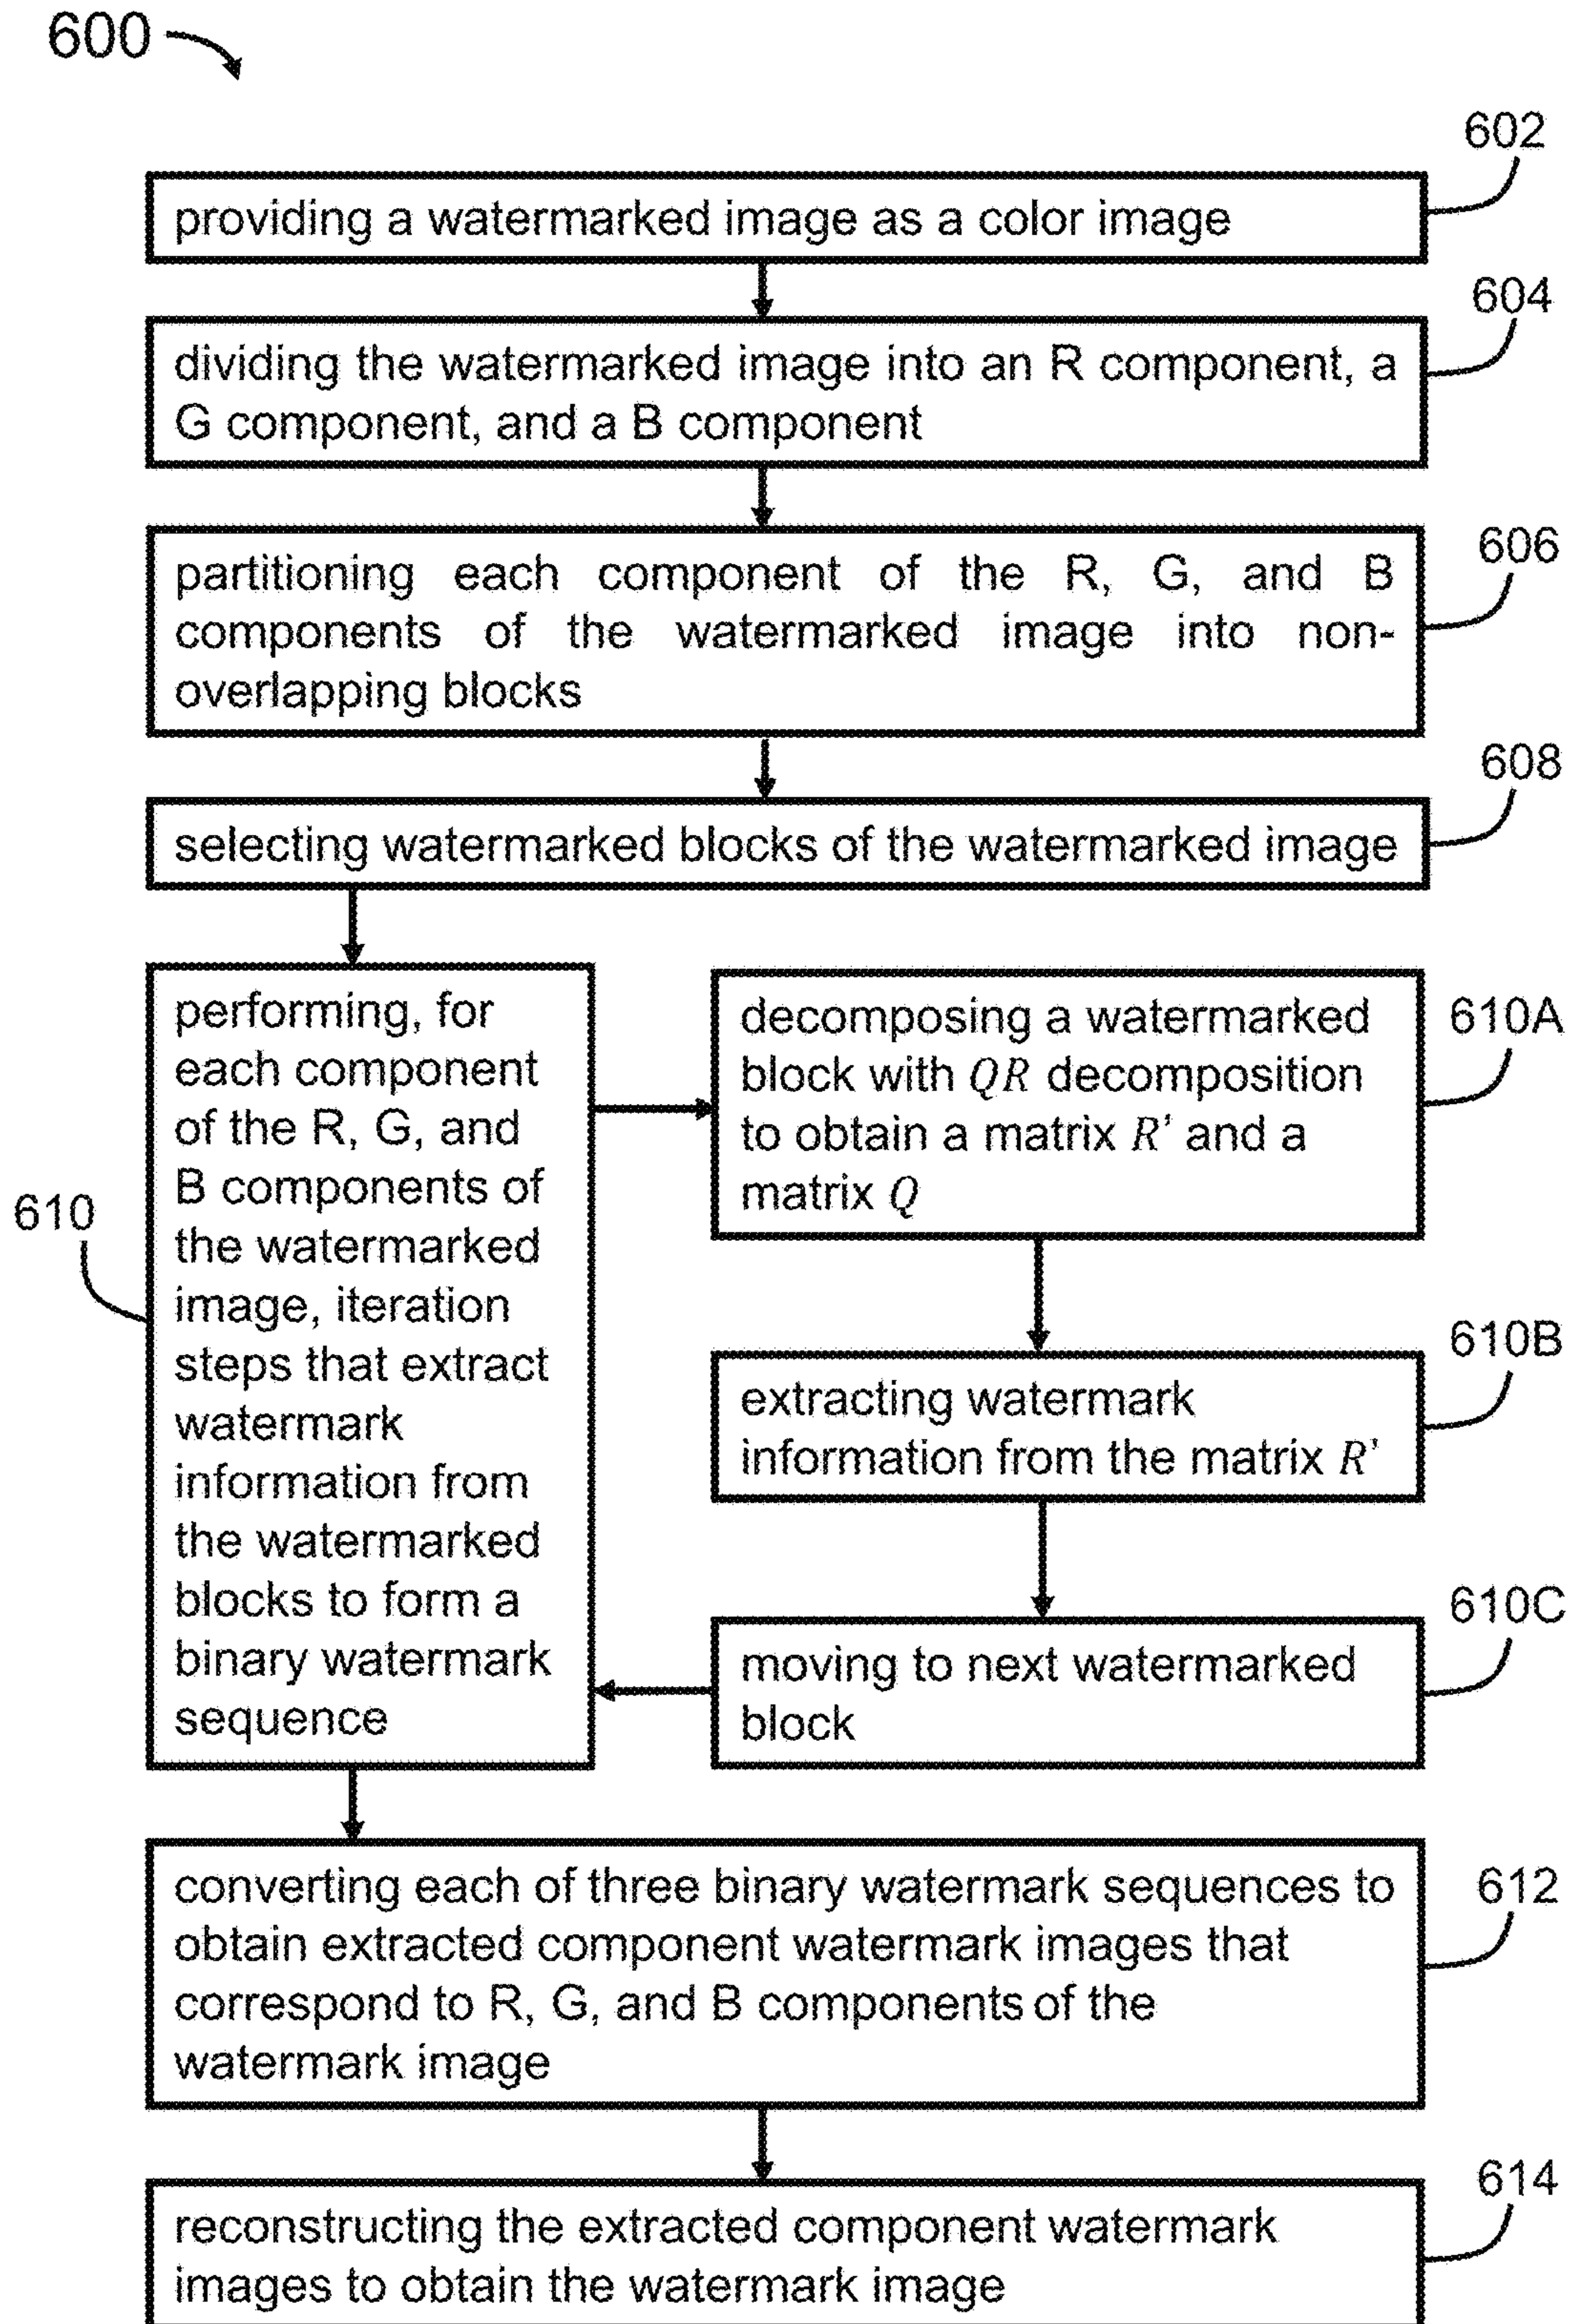 600
602
providing a watermarked image as a color image
604
dividing the watermarked image into an R component, a
G component, and a B component
606
partitioning each component of the R, G, and B
components of the watermarked image into non-
overlapping blocks
608
selecting watermarked blocks of the watermarked image
610
performing, for
each component
of the R, G, and
B components of
the watermarked
image, iteration
steps that extract
watermark
information from
the watermarked
blocks to form a
binary watermark
sequence
610A
decomposing a watermarked
block with QR decomposition
to obtain a matrix R' and a
matrix Q
610B
extracting watermark
information from the matrix R'
610C
moving to next watermarked
block
612
converting each of three binary watermark sequences to
obtain extracted component watermark images that
correspond to R, G, and B components of the
watermark image
614
reconstructing the extracted component watermark
images to obtain the watermark image